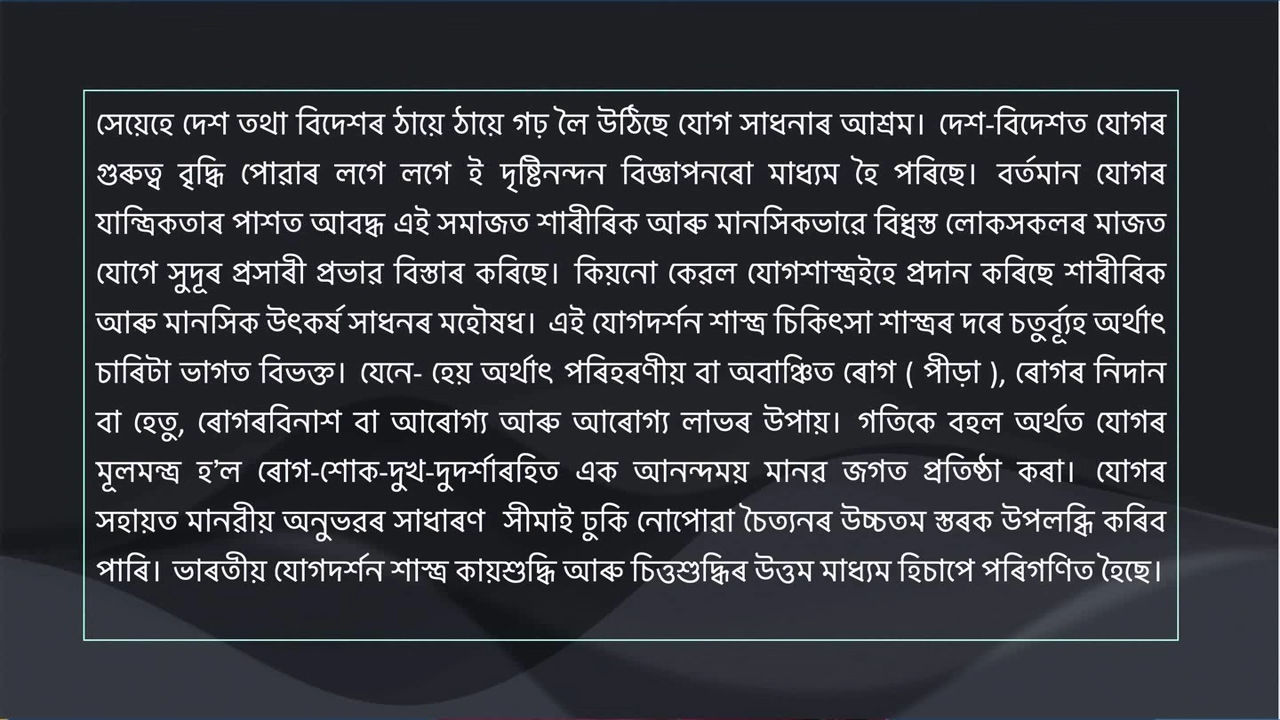 সেয়েহে দেশ তথা বিদেশৰ ঠায়ে ঠায়ে গঢ় লৈ উঠিছে যোগ সাধনাৰ আশ্ৰম। দেশ-বিদেশত যোগৰ
গুৰুত্ব বৃদ্ধি পোৱাৰ লগে লগে ই দৃষ্টিনন্দন বিজ্ঞাপনৰো মাধ্যম হৈ পৰিছে। বৰ্তমান যোগৰ
যান্ত্ৰিকতাৰ পাশত আবদ্ধ এই সমাজত শাৰীৰিক আৰু মানসিকভাৱে বিধ্বস্ত লোকসকলৰ মাজত
যোগে সুদূৰ প্ৰসাৰী প্ৰভাৱ বিস্তাৰ কৰিছে। কিয়নো কেৱল যোগশাস্ত্ৰইহে প্ৰদান কৰিছে শাৰীৰিক
আৰু মানসিক উৎকৰ্ষ সাধনৰ মহৌষধ। এই যোগদৰ্শন শাস্ত্ৰ চিকিৎসা শাস্ত্ৰৰ দৰে চতুৰ্ব্যূহ অৰ্থাৎ
চাৰিটা ভাগত বিভক্ত। যেনে- হেয় অৰ্থাৎ পৰিহৰণীয় বা অবাঞ্চিত ৰোগ ( পীড়া ), ৰোগৰ নিদান
বা হেতু, ৰোগৰবিনাশ বা আৰোগ্য আৰু আৰোগ্য লাভৰ উপায়। গতিকে বহল অৰ্থত যোগৰ
মূলমন্ত্ৰ হ’ল ৰোগ-শোক-দুখ-দুদৰ্শাৰহিত এক আনন্দময় মানৱ জগত প্ৰতিষ্ঠা কৰা। যোগৰ
সহায়ত মানৱীয় অনুভৱৰ সাধাৰণ সীমাই ঢুকি নোপোৱা চৈত্যনৰ উচ্চতম স্তৰক উপলব্ধি কৰিব
পাৰি। ভাৰতীয় যোগদৰ্শন শাস্ত্ৰ কায়শুদ্ধি আৰু চিত্তশুদ্ধিৰ উত্তম মাধ্যম হিচাপে পৰিগণিত হৈছে।